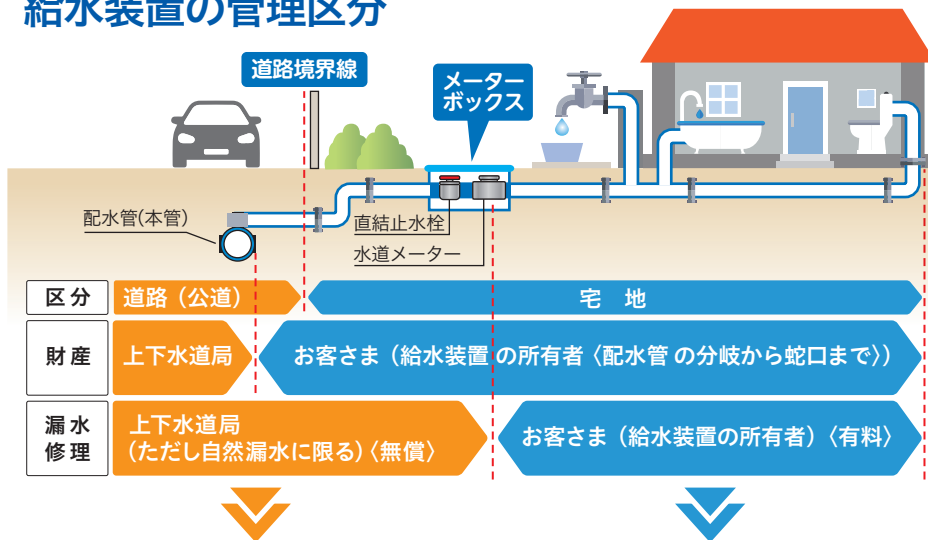 給水装置の管理区分
道路境界線
メーター
ボックス
配水管(本管)
直結止水栓
水道メーター
区分
道路（公道）
宅 地
財産
上下水道局
お客さま（給水装置 の所有者〈配水管 の分岐から蛇口まで〉）
漏水
修理
上下水道局
(ただし自然漏水に限る)〈無償〉
お客さま（給水装置の所有者）〈有料〉